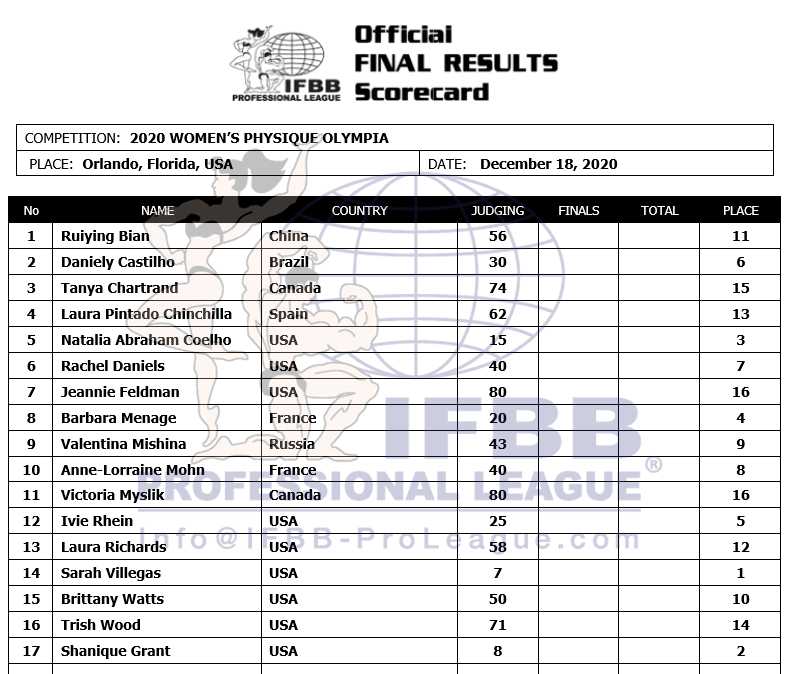 Official
FINAL RESULTS
Scorecard
IFBB
PROFESSIONAL LEAGUE
COMPETITION: 2020 WOMEN'S PHYSIQUE OLYMPIA
PLACE: Orlando, Florida, USA DATE: December 18, 2020
No NAME COUNTRY JUDGING FINALS TOTAL PLACE
1 Ruiying Bian China 56 11
2 Daniely Castilho Brazil 30 6
3 Tanya Chartrand Canada 74 15
4 Laura Pintado Chinchilla Spain 62 13
5 Natalia Abraham Coelho USA 15 3
6 Rachel Daniels USA 40 7
7 Jeannie Feldman USA 80 16
8 Barbara Menage France 20 4
9 Valentina Mishina Russia 43 9
10 Anne-Lorraine Mohn France 40 8
11 Victoria Myslik Canada 80 16
12 Ivie Rhein USA 25 5
13 Laura Richards USA 58 12
14 Sarah Villegas USA 7 1
15 Brittany Watts USA 50 10
16 Trish Wood USA 71 14
17 Shanique Grant USA 8 2
IFBB
PROFESSIONAL LEAGUE®
Info@IFBB-ProLeague.com